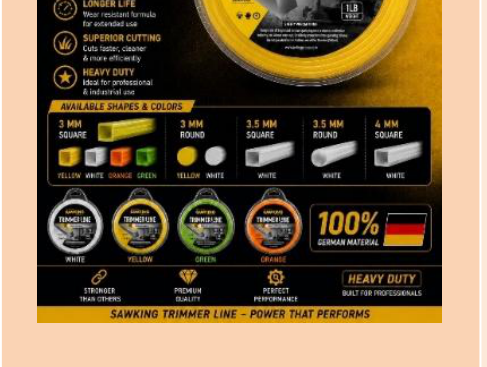 LONGER LIFE
Wear resistant formula
for extended use
1LB
SUPERIOR CUTTING
Cuts faster, cleaner
& more efficiently
HEAVY DUTY
Ideal for professional
& industrial use
AVAILABLE SHAPES & COLORS
3 MM
SQUARE
YELLOW WHITE ORANGE GREEN
3 MM
ROUND
YELLOW WHITE
3.5 MM
SQUARE
WHITE
3.5 MM
ROUND
WHITE
4 MM
SQUARE
WHITE
SAWKING
TRIMMER LINE
WHITE
SAWKING
TRIMMER LINE
YELLOW
SAWKING
TRIMMER LINE
GREEN
SAWKING
TRIMMER LINE
ORANGE
100%
GERMAN MATERIAL
STRONGER
THAN OTHERS
PREMIUM
QUALITY
PERFECT
PERFORMANCE
HEAVY DUTY
BUILT FOR PROFESSIONALS
SAWKING TRIMMER LINE – POWER THAT PERFORMS